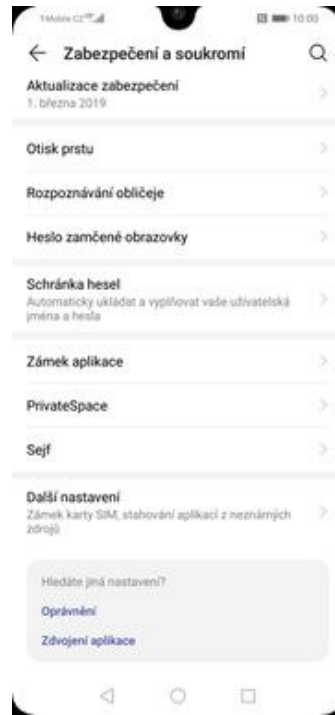 T-Mobile CZ
10:00
Zabezpečení a soukromí
Aktualizace zabezpečení
1. března 2019
Otisk prstu
Rozpoznávání obličeje
Heslo zamčené obrazovky
Schránka hesel
Automaticky ukládat a vyplňovat vaše uživatelská
jména a hesla
Zámek aplikace
PrivateSpace
Sejf
Další nastavení
Zámek karty SIM, stahování aplikací z neznámých
zdrojů
Hledáte jiná nastavení?
Oprávnění
Zdvojení aplikace